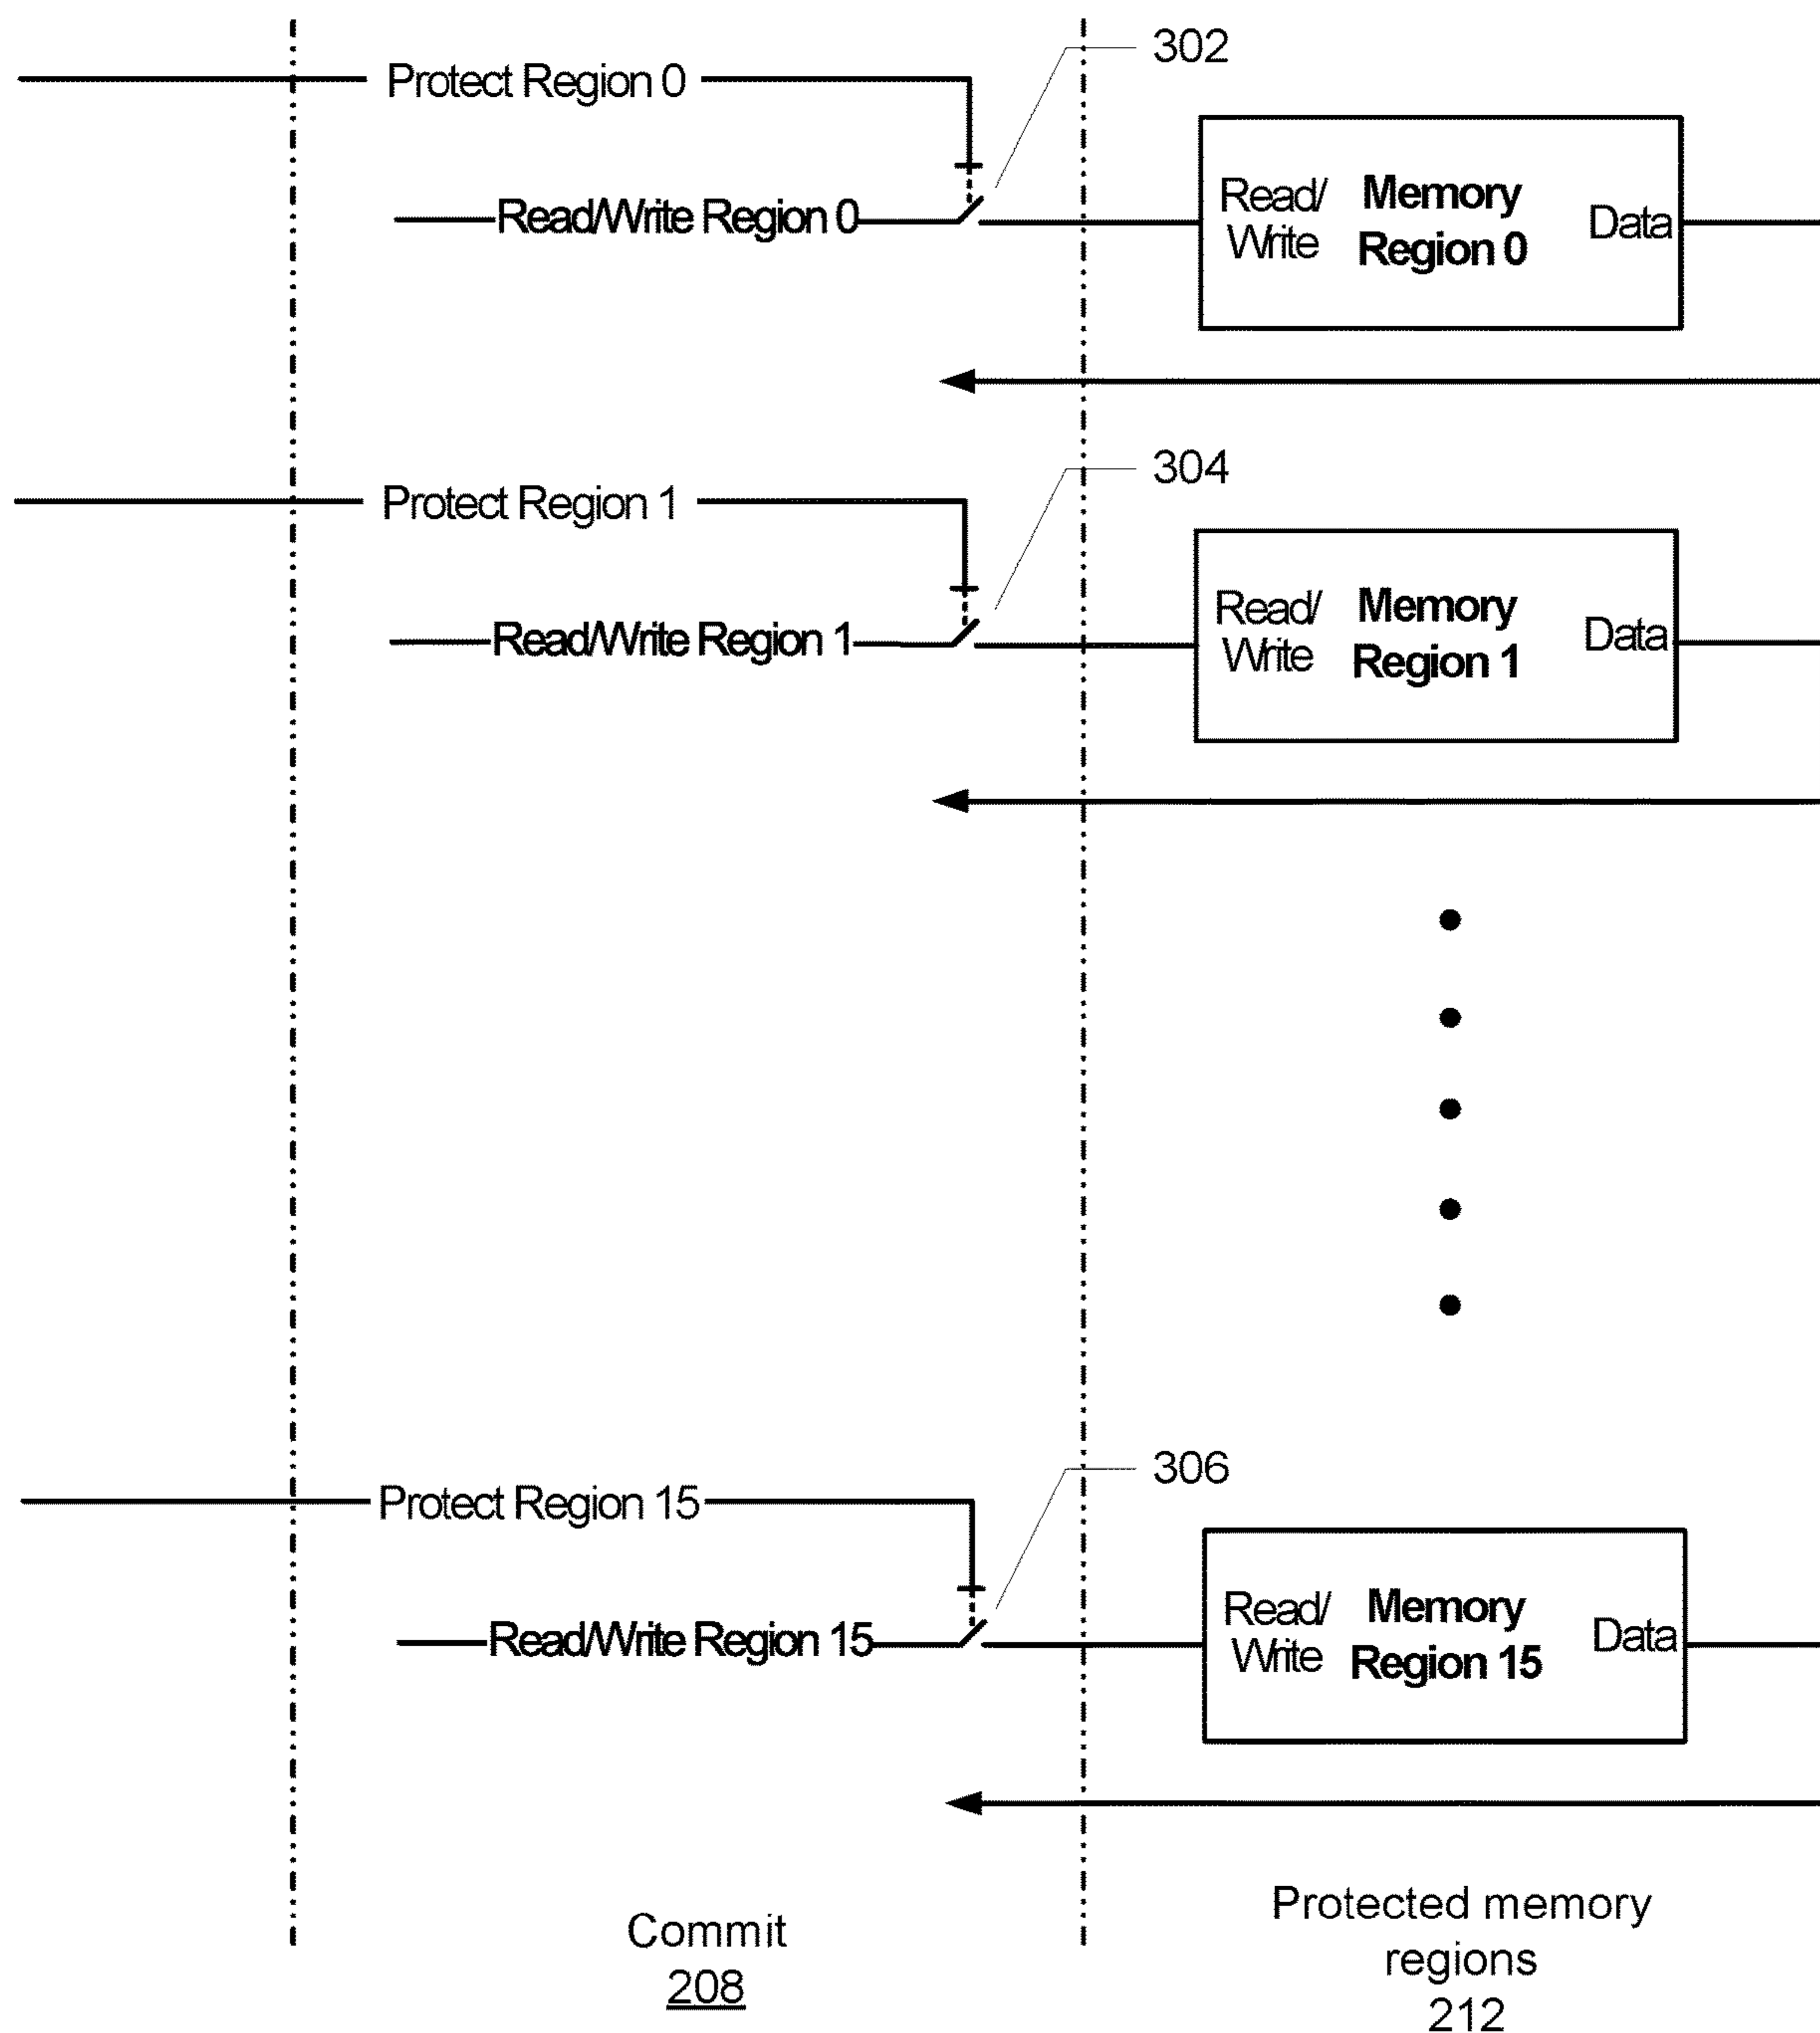 302
Protect Region 0
Read/Write Region 0
Read/
Write
Memory
Region 0
Data
304
Protect Region 1
Read/Write Region 1
Read/
Write
Memory
Region 1
Data
306
Protect Region 15
Read/Write Region 15
Read/
Write
Memory
Region 15
Data
Commit
208
Protected memory
regions
212